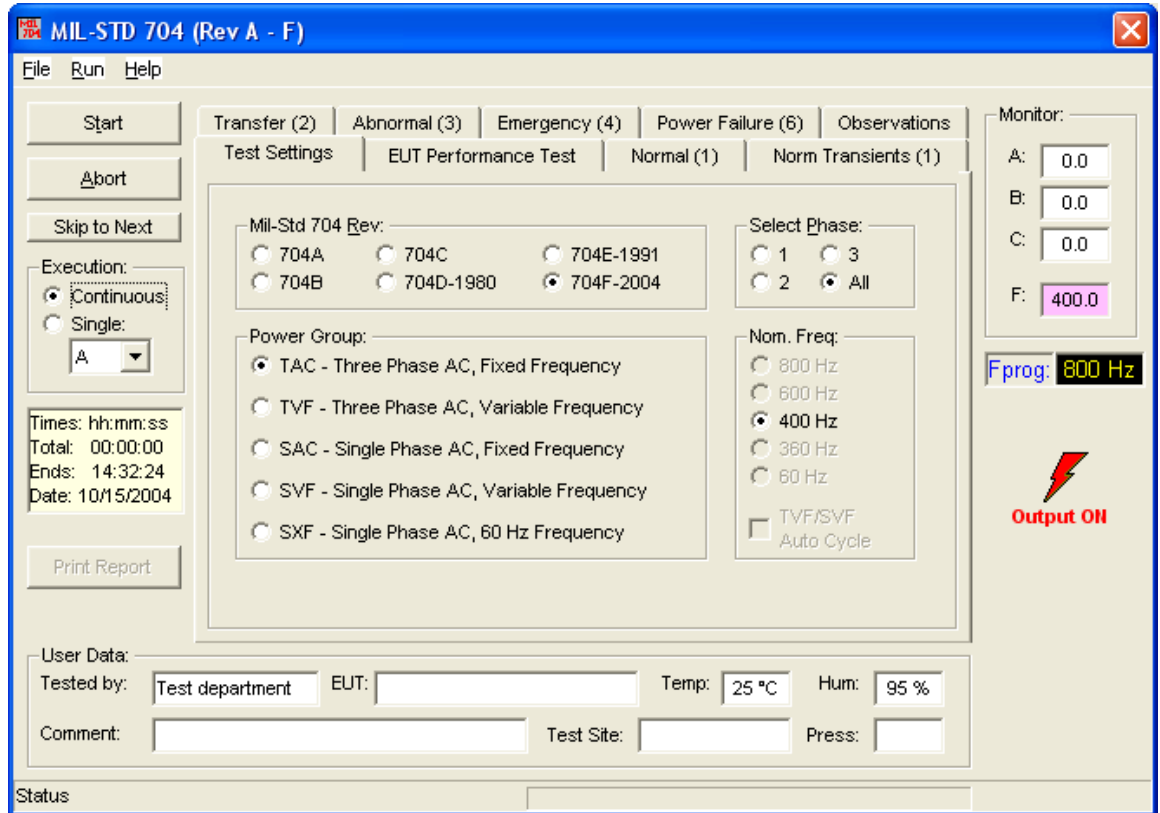 MIL 704 MIL-STD 704 (Rev A - F)
File Run Help
Start
Abort
Skip to Next
Execution:
Continuous
Single:
A
Times: hh:mm:ss
Total: 00:00:00
Ends: 14:32:24
Date: 10/15/2004
Print Report
Transfer (2) Abnormal (3) Emergency (4) Power Failure (6) Observations
Test Settings EUT Performance Test Normal (1) Norm Transients (1)
Mil-Std 704 Rev:
704A 704C 704E-1991
704B 704D-1980 704F-2004
Select Phase:
1 3
2 All
Power Group:
TAC - Three Phase AC, Fixed Frequency
TVF - Three Phase AC, Variable Frequency
SAC - Single Phase AC, Fixed Frequency
SVF - Single Phase AC, Variable Frequency
SXF - Single Phase AC, 60 Hz Frequency
Nom. Freq:
800 Hz
600 Hz
400 Hz
360 Hz
60 Hz
TVF/SVF
Auto Cycle
Monitor:
A: 0.0
B: 0.0
C: 0.0
F: 400.0
Fprog: 800 Hz
Output ON
User Data:
Tested by: Test department EUT: Temp: 25 °C Hum: 95 %
Comment: Test Site: Press:
Status